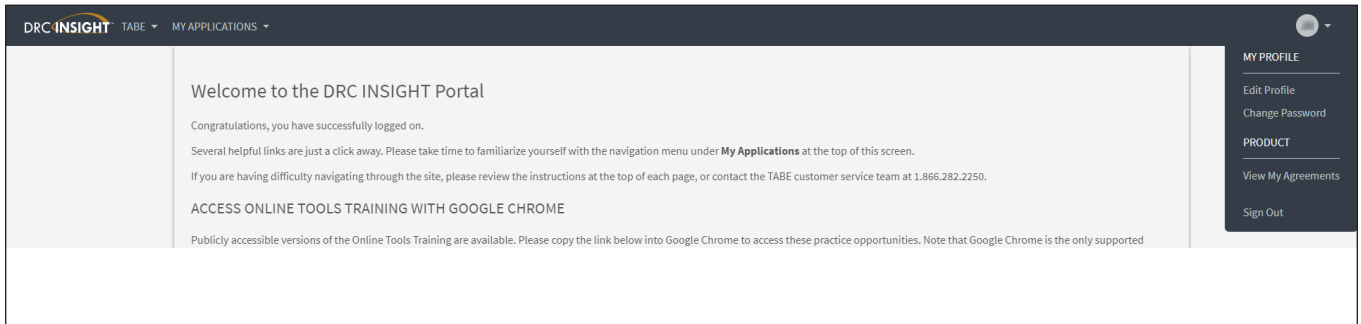 DRC INSIGHT TABE MY APPLICATIONS
Welcome to the DRC INSIGHT Portal
Congratulations, you have successfully logged on.
Several helpful links are just a click away. Please take time to familiarize yourself with the navigation menu under My Applications at the top of this screen.
If you are having difficulty navigating through the site, please review the instructions at the top of each page, or contact the TABE customer service team at 1.866.282.2250.
ACCESS ONLINE TOOLS TRAINING WITH GOOGLE CHROME
Publicly accessible versions of the Online Tools Training are available. Please copy the link below into Google Chrome to access these practice opportunities. Note that Google Chrome is the only supported
MY PROFILE
Edit Profile
Change Password
PRODUCT
View My Agreements
Sign Out